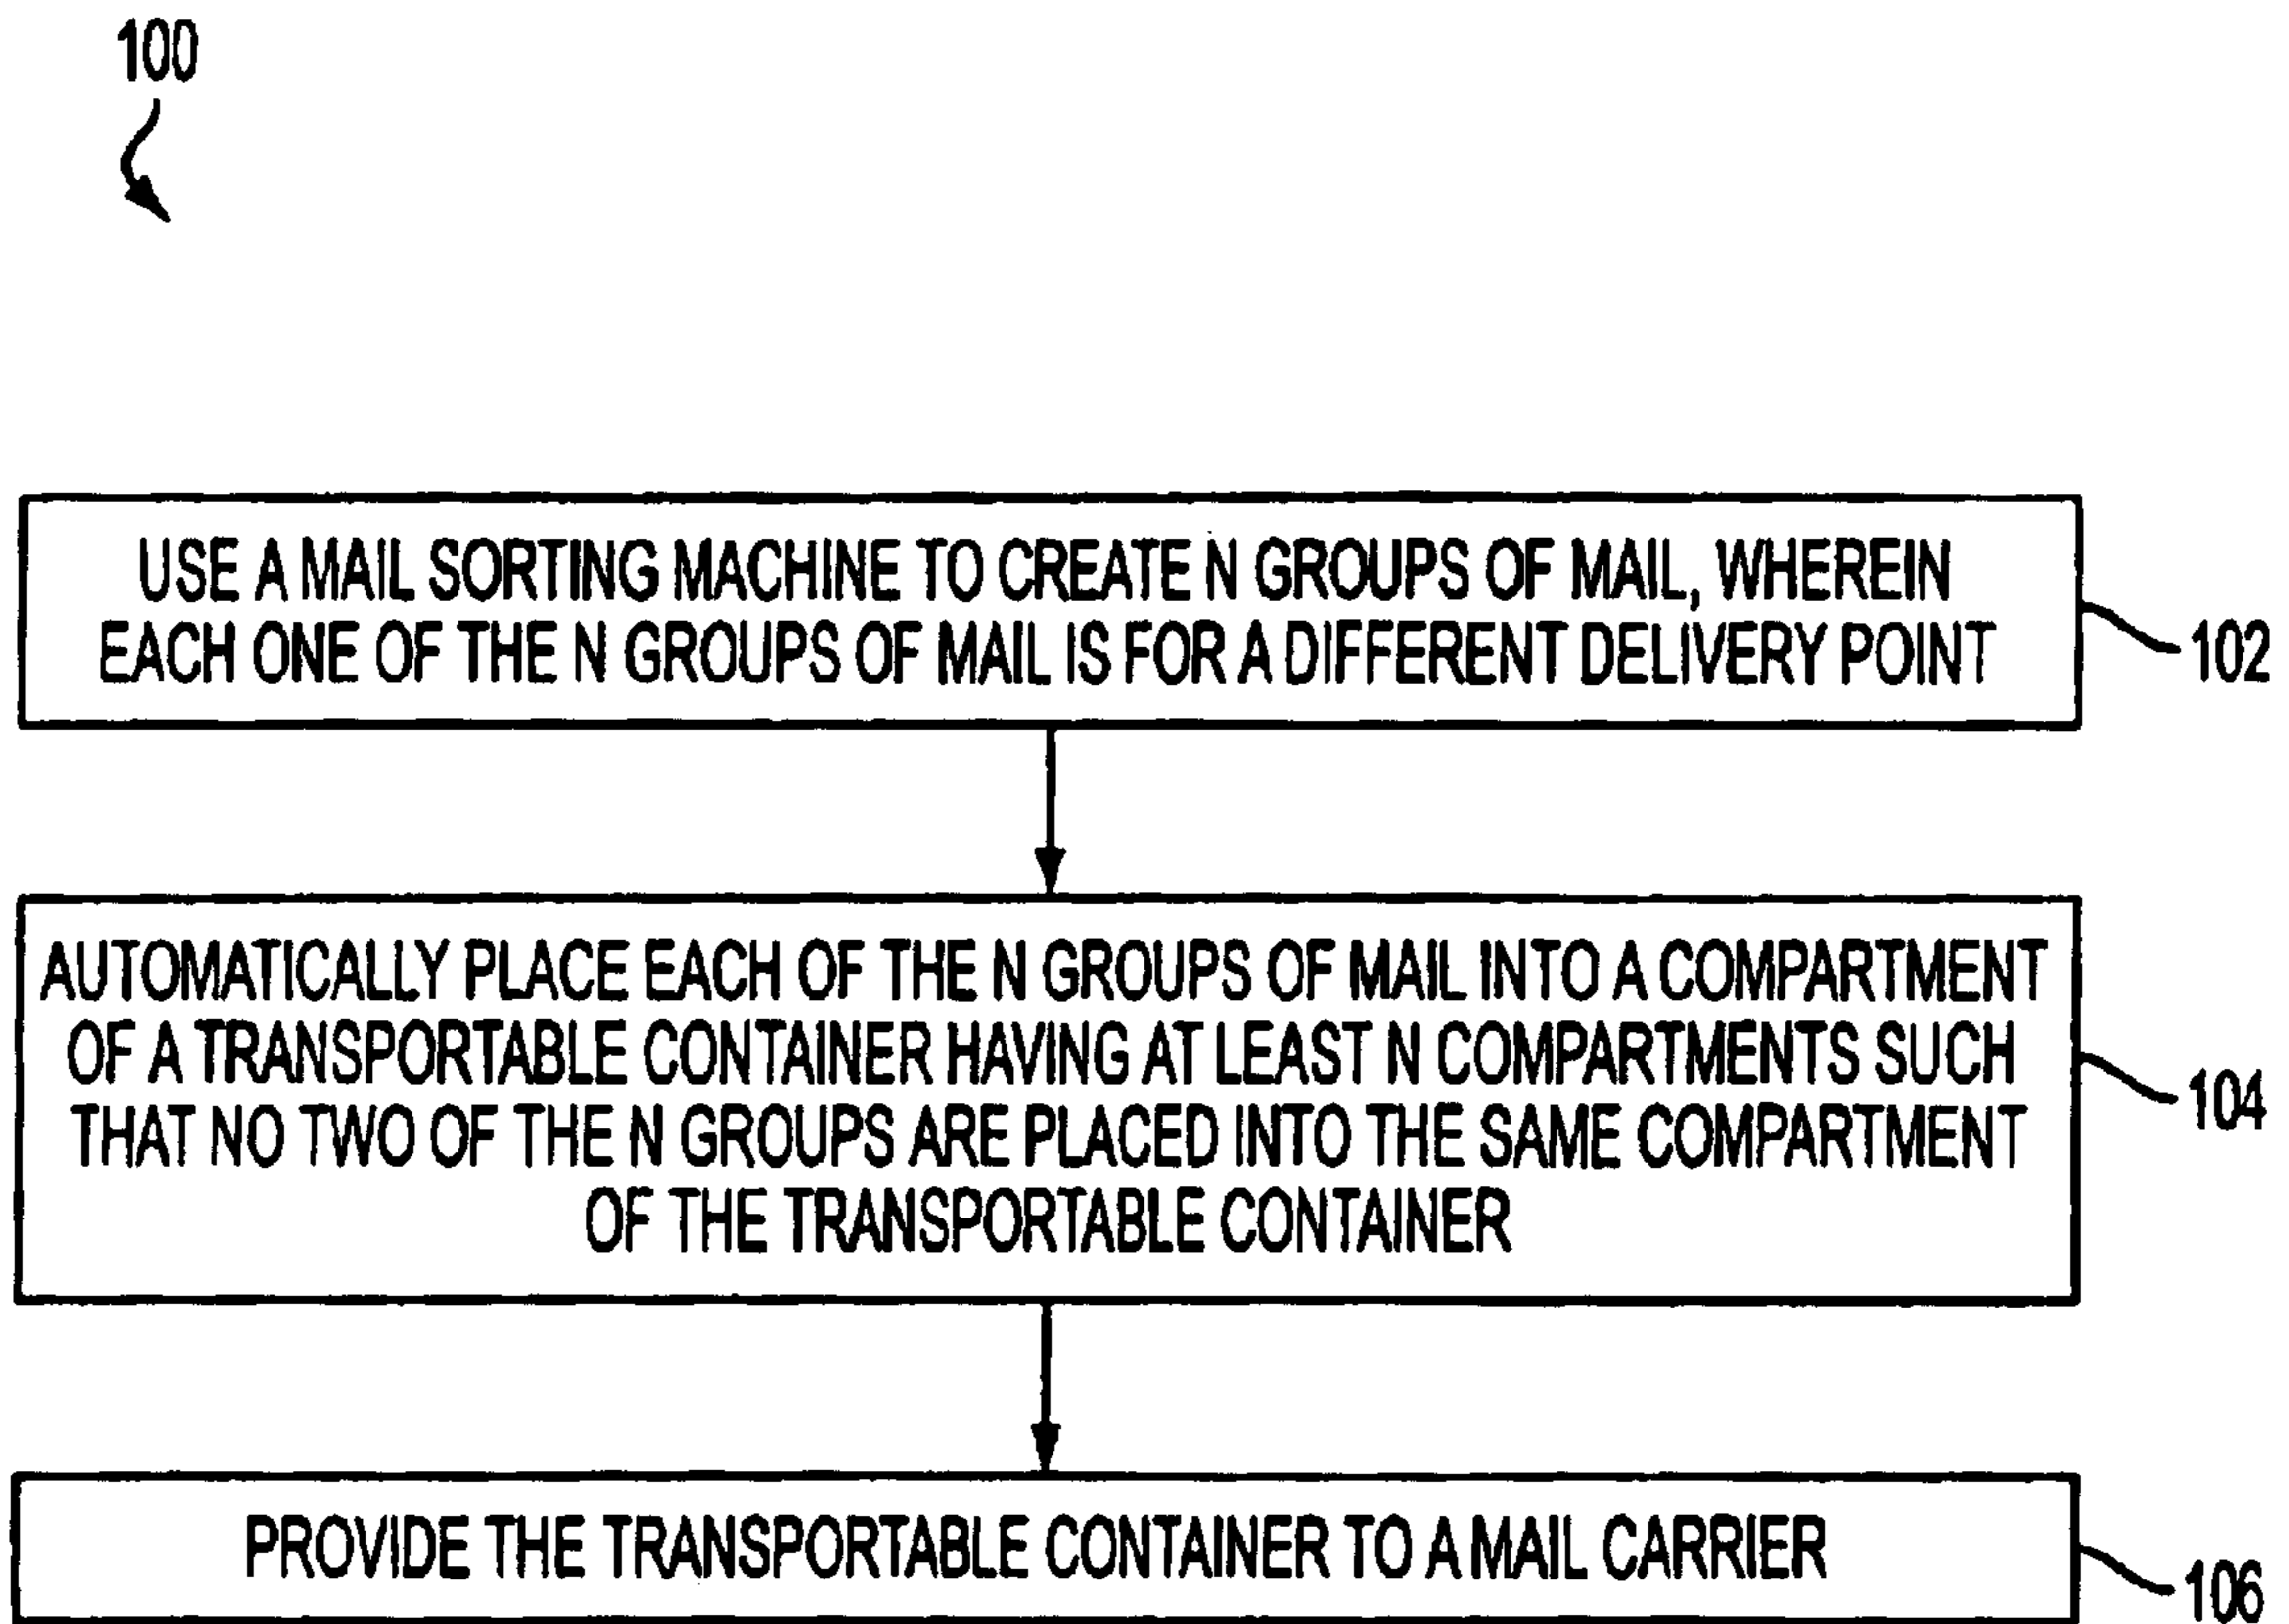 100
USE A MAIL SORTING MACHINE TO CREATE N GROUPS OF MAIL, WHEREIN
EACH ONE OF THE N GROUPS OF MAIL IS FOR A DIFFERENT DELIVERY POINT
102
AUTOMATICALLY PLACE EACH OF THE N GROUPS OF MAIL INTO A COMPARTMENT
OF A TRANSPORTABLE CONTAINER HAVING AT LEAST N COMPARTMENTS SUCH
THAT NO TWO OF THE N GROUPS ARE PLACED INTO THE SAME COMPARTMENT
OF THE TRANSPORTABLE CONTAINER
104
PROVIDE THE TRANSPORTABLE CONTAINER TO A MAIL CARRIER
106